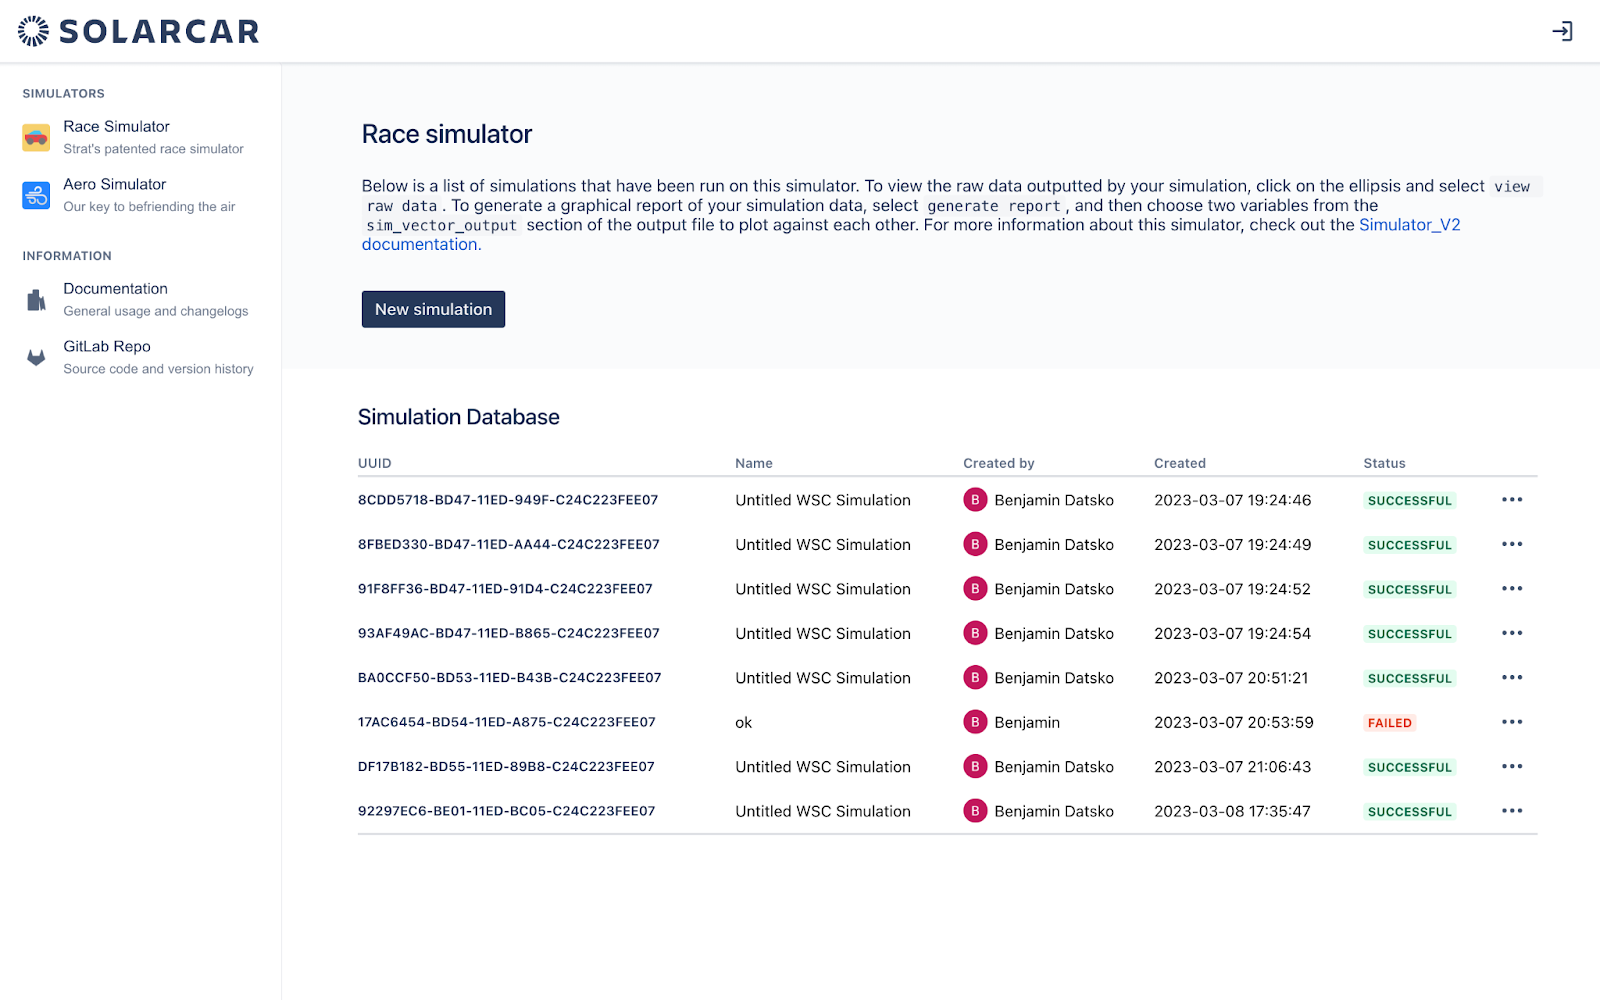 SOLARCAR
SIMULATORS
Race Simulator
Strat's patented race simulator
Aero Simulator
Our key to befriending the air
INFORMATION
Documentation
General usage and changelogs
GitLab Repo
Source code and version history
Race simulator
Below is a list of simulations that have been run on this simulator. To view the raw data outputted by your simulation, click on the ellipsis and select view
raw data. To generate a graphical report of your simulation data, select generate report, and then choose two variables from the
sim_vector_output section of the output file to plot against each other. For more information about this simulator, check out the Simulator_V2
documentation.
New simulation
Simulation Database
UUID Name Created by Created Status
8CDD5718-BD47-11ED-949F-C24C223FEE07 Untitled WSC Simulation B Benjamin Datsko 2023-03-07 19:24:46 SUCCESSFUL
8FBED330-BD47-11ED-AA44-C24C223FEE07 Untitled WSC Simulation B Benjamin Datsko 2023-03-07 19:24:49 SUCCESSFUL
91F8FF36-BD47-11ED-91D4-C24C223FEE07 Untitled WSC Simulation B Benjamin Datsko 2023-03-07 19:24:52 SUCCESSFUL
93AF49AC-BD47-11ED-B865-C24C223FEE07 Untitled WSC Simulation B Benjamin Datsko 2023-03-07 19:24:54 SUCCESSFUL
BA0CCF50-BD53-11ED-B43B-C24C223FEE07 Untitled WSC Simulation B Benjamin Datsko 2023-03-07 20:51:21 SUCCESSFUL
17AC6454-BD54-11ED-A875-C24C223FEE07 ok B Benjamin 2023-03-07 20:53:59 FAILED
DF17B182-BD55-11ED-89B8-C24C223FEE07 Untitled WSC Simulation B Benjamin Datsko 2023-03-07 21:06:43 SUCCESSFUL
92297EC6-BE01-11ED-BC05-C24C223FEE07 Untitled WSC Simulation B Benjamin Datsko 2023-03-08 17:35:47 SUCCESSFUL